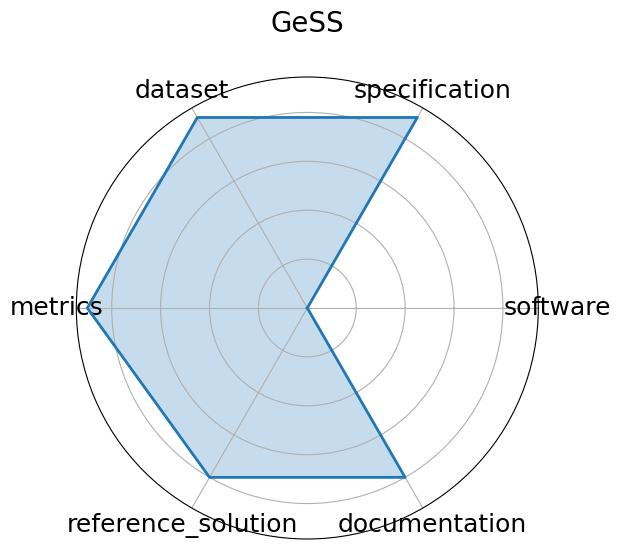 GeSS
dataset
specification
metrics
software
reference_solution
documentation